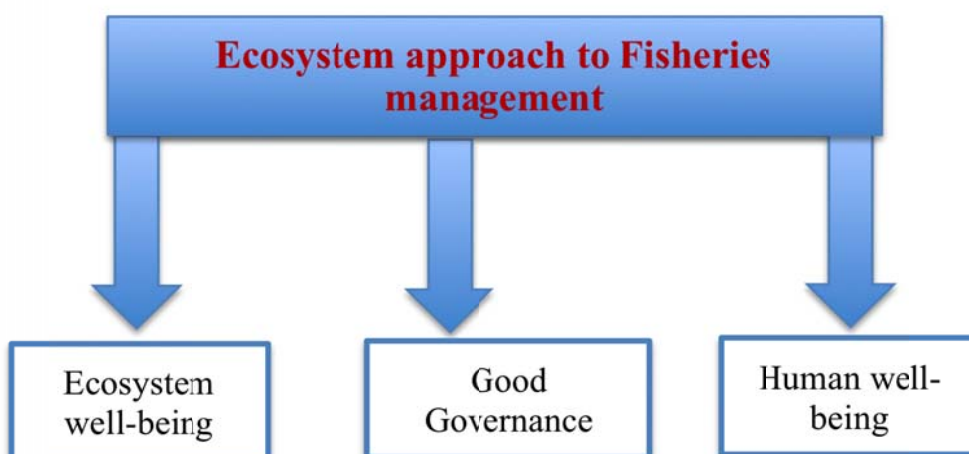 Ecosystem approach to Fisheries
management
Ecosystem
well-being
Good
Governance
Human well-
being